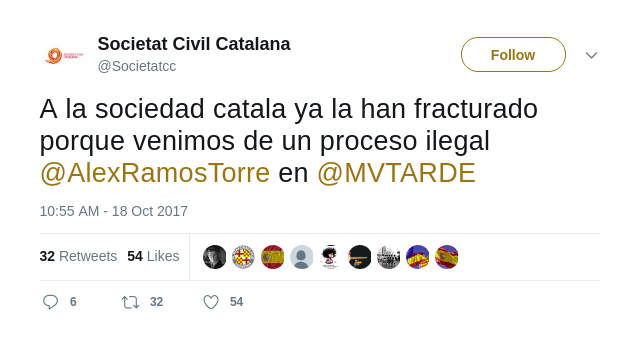 Societat Civil Catalana
@Societatcc
Follow
A la sociedad catala ya la han fracturado
porque venimos de un proceso ilegal
@AlexRamosTorre en @MVTARDE
10:55 AM - 18 Oct 2017
32 Retweets 54 Likes
6 32 54